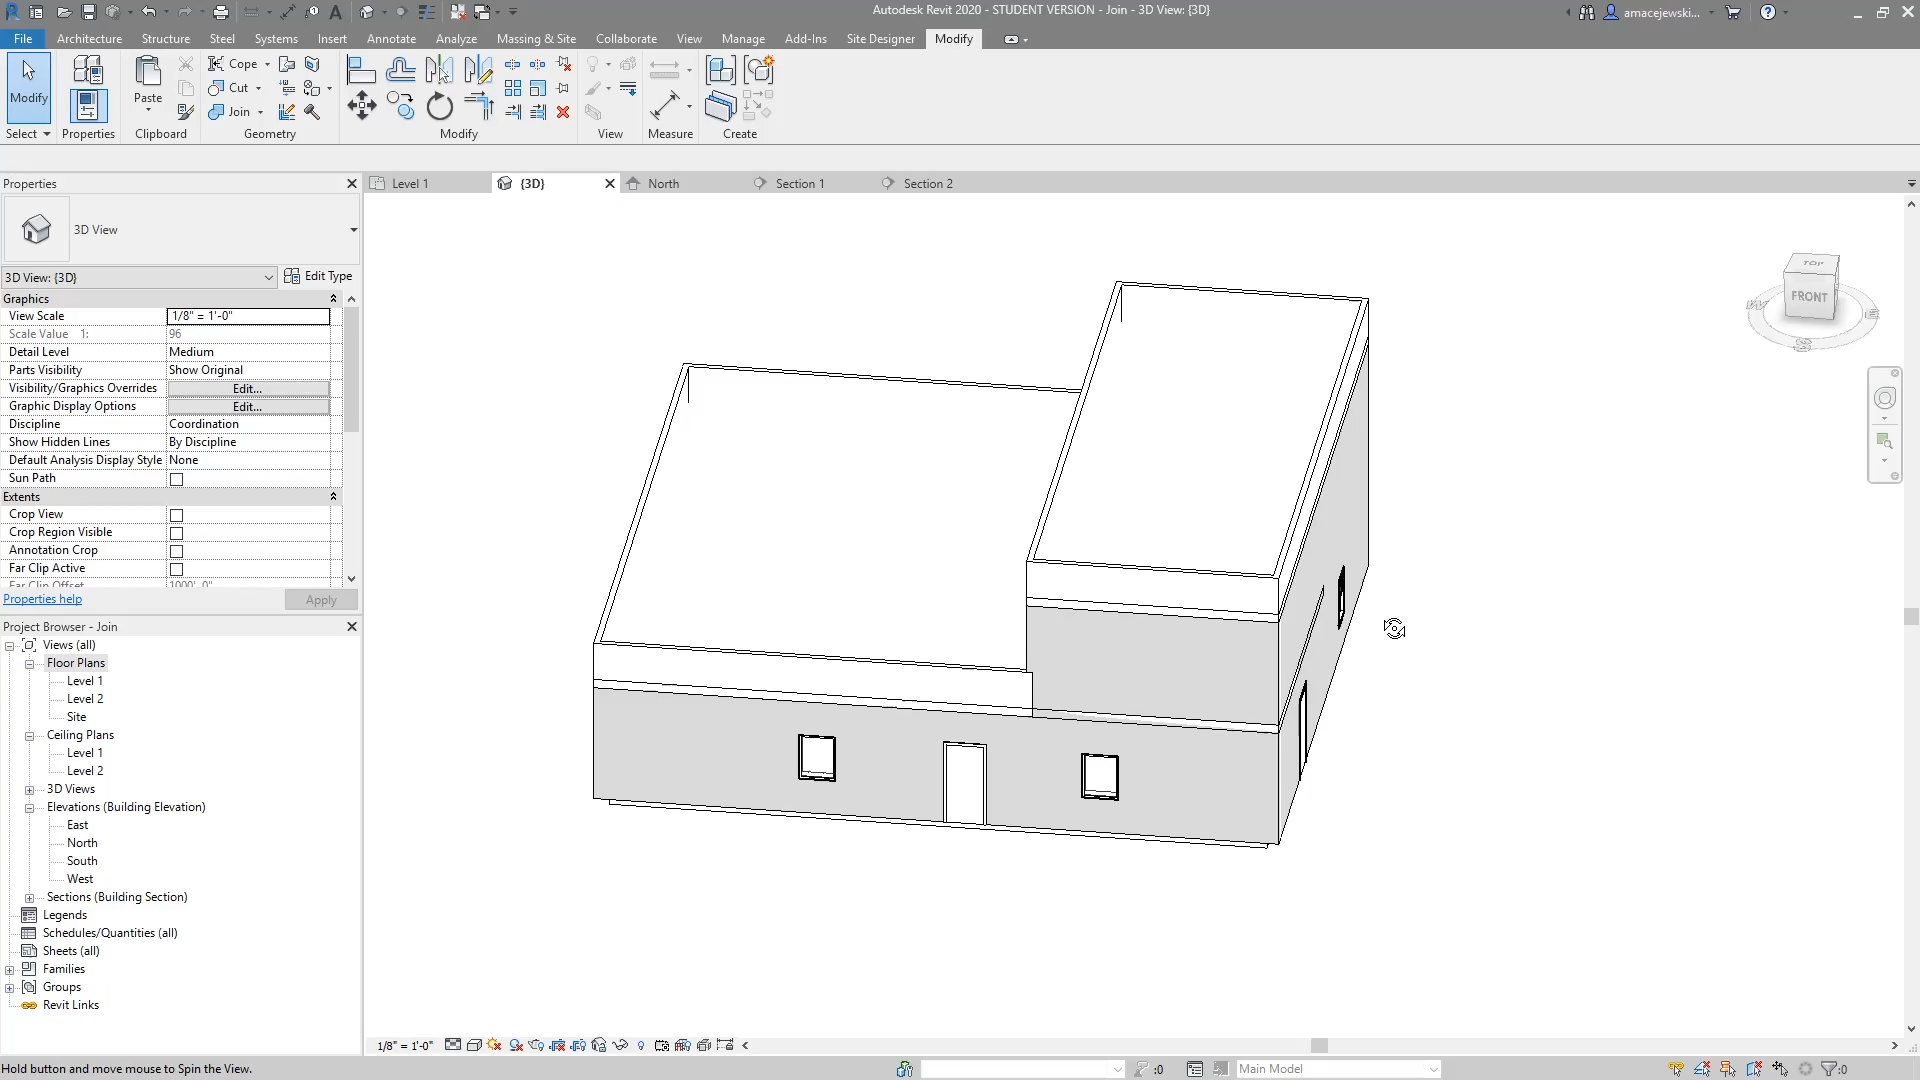 Autodesk Revit 2020 - STUDENT VERSION - Join - 3D View: {3D}
amacejewski...
File Architecture Structure Steel Systems Insert Annotate Analyze Massing & Site Collaborate View Manage Add-Ins Site Designer Modify
Modify
Paste
Cope
Cut
Join
Select Properties Clipboard Geometry Modify View Measure Create
Properties
Level 1 {3D} North Section 1 Section 2
3D View
3D View: {3D} Edit Type
Graphics
View Scale 1/8" = 1'-0"
Scale Value 1: 96
Detail Level Medium
Parts Visibility Show Original
Visibility/Graphics Overrides Edit...
Graphic Display Options Edit...
Discipline Coordination
Show Hidden Lines By Discipline
Default Analysis Display Style None
Sun Path
Extents
Crop View
Crop Region Visible
Annotation Crop
Far Clip Active
Far Clip Offset 1000' 0"
Properties help Apply
TOP
FRONT
W
E
S
Project Browser - Join
Views (all)
Floor Plans
Level 1
Level 2
Site
Ceiling Plans
Level 1
Level 2
3D Views
Elevations (Building Elevation)
East
North
South
West
Sections (Building Section)
Legends
Schedules/Quantities (all)
Sheets (all)
Families
Groups
Revit Links
1/8" = 1'-0"
Hold button and move mouse to Spin the View.
:0
Main Model
:0